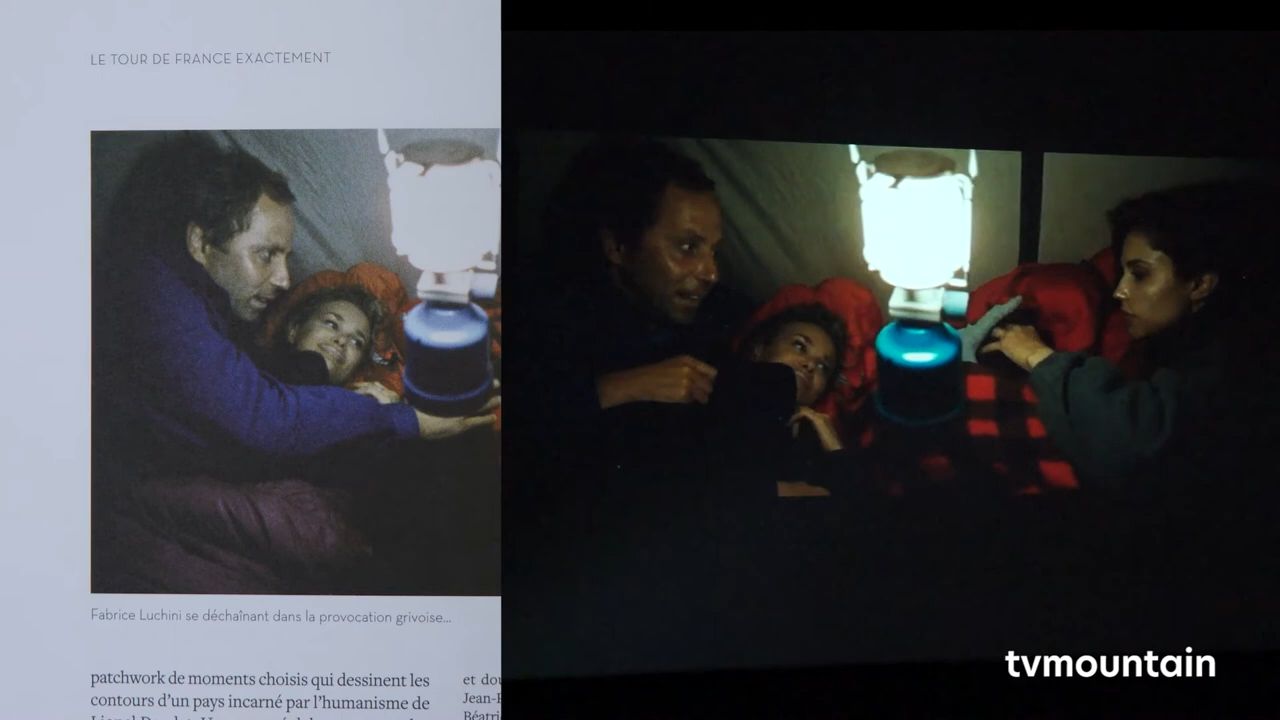 LE TOUR DE FRANCE EXACTEMENT
Fabrice Luchini se déchaînant dans la provocation grivoise...
patchwork de moments choisis qui dessinent les
contours d'un pays incarné par l'humanisme de
et
Jean-
tvmountain